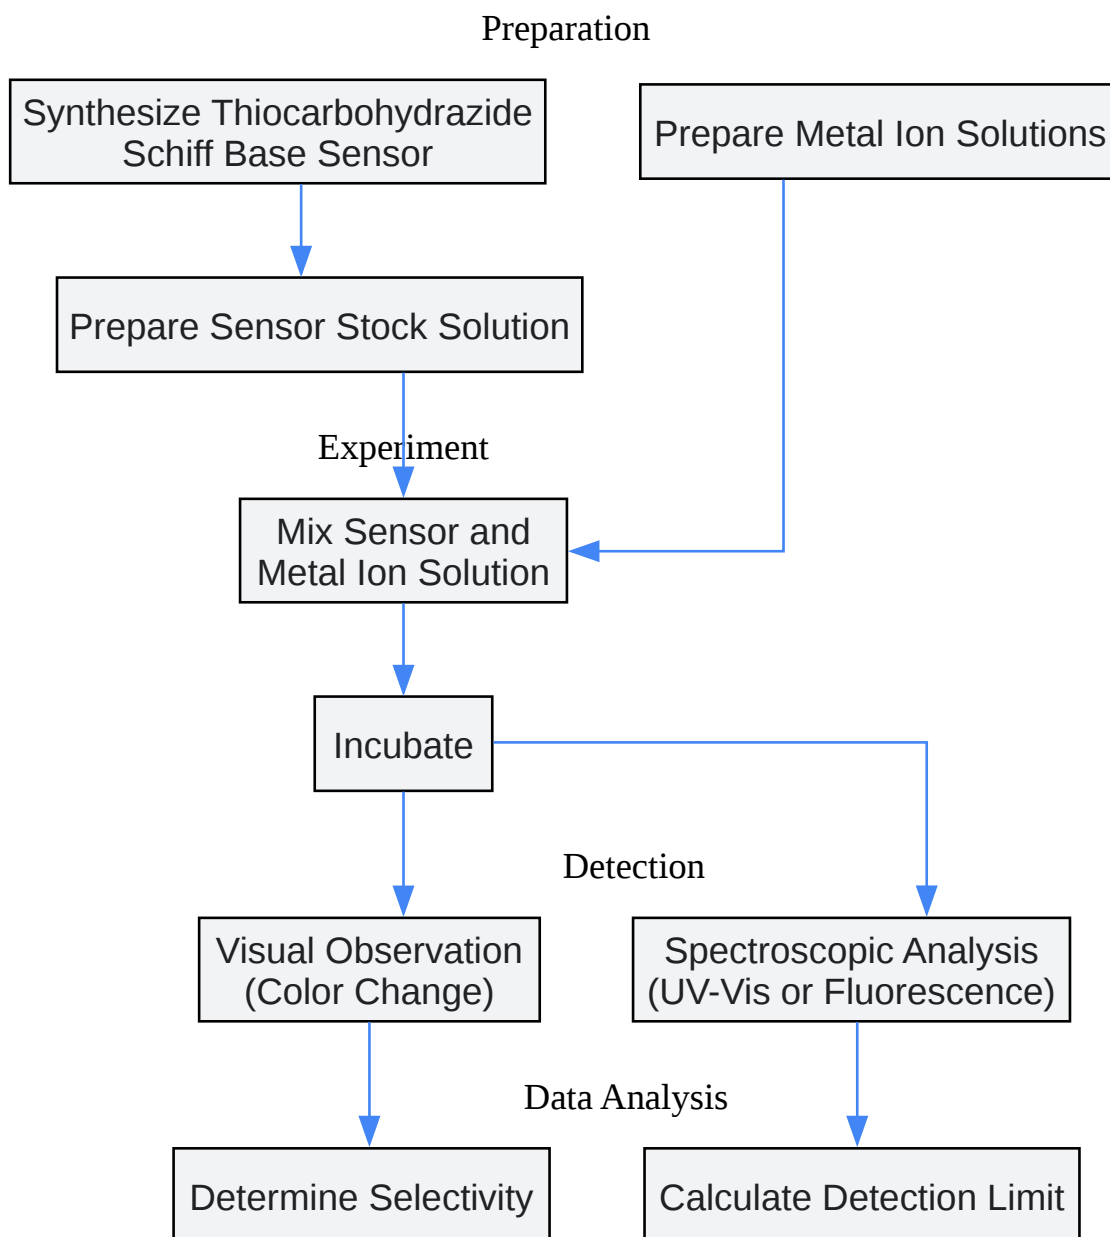 Preparation
Synthesize Thiocarbohydrazide
Schiff Base Sensor
Prepare Metal Ion Solutions
Prepare Sensor Stock Solution
Experiment
Mix Sensor and
Metal Ion Solution
Incubate
Detection
Visual Observation
(Color Change)
Spectroscopic Analysis
(UV-Vis or Fluorescence)
Data Analysis
Determine Selectivity
Calculate Detection Limit